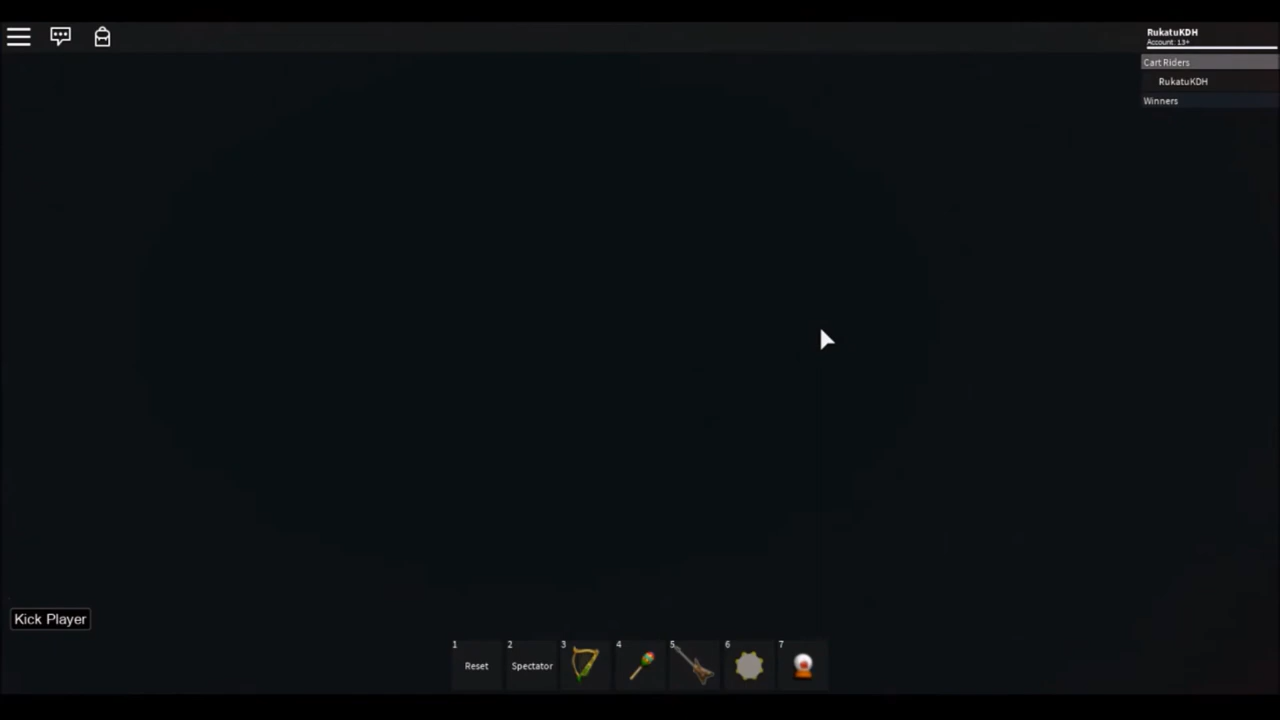 RukatuKDH
Account: 13+
Cart Riders
RukatuKDH
Winners
Kick Player
1 2 3 4 5 6 7
Reset Spectator